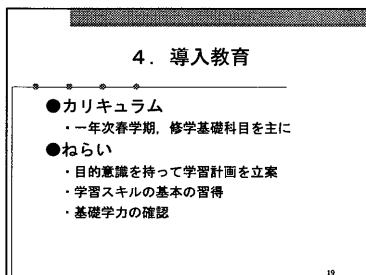 4．導入教育
●カリキュラム
・一年次春学期，修学基礎科目を主に
●ねらい
・目的意識を持って学習計画を立案
・学習スキルの基本の習得
・基礎学力の確認
19